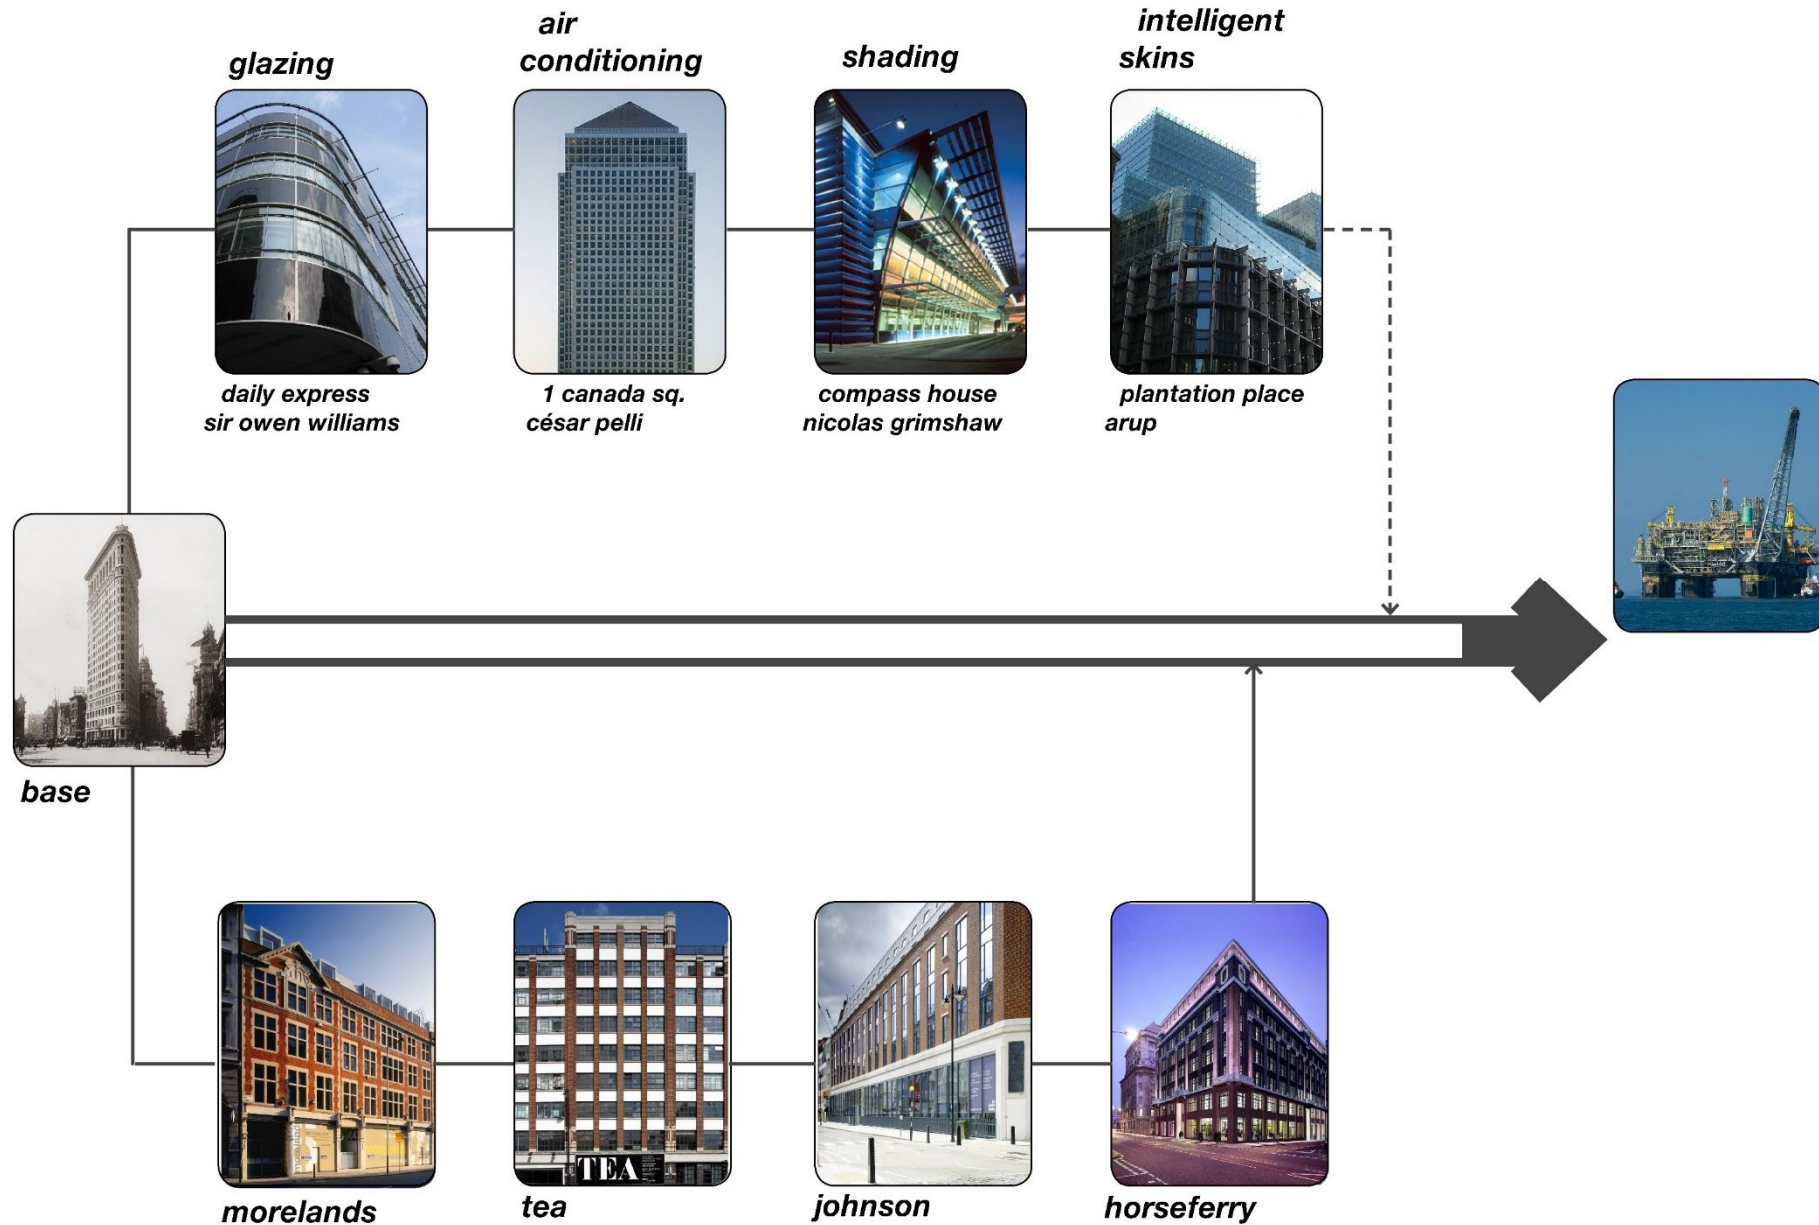 air
intelligent
glazing
conditioning
shading
skins
daily express
sir owen williams
1 canada sq.
césar pelli
compass house
nicolas grimshaw
plantation place
arup
base
TEA
morelands
tea
johnson
horseferry